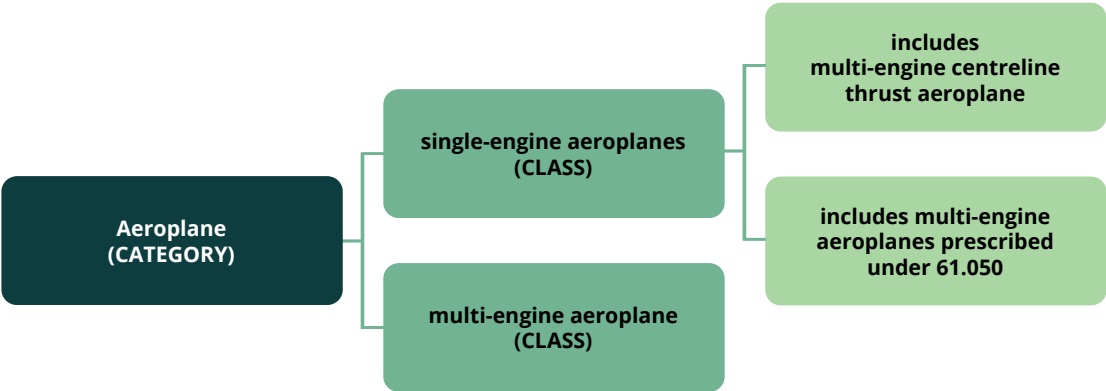 Aeroplane
(CATEGORY)
single-engine aeroplanes
(CLASS)
multi-engine aeroplane
(CLASS)
includes
multi-engine centreline
thrust aeroplane
includes multi-engine
aeroplanes prescribed
under 61.050